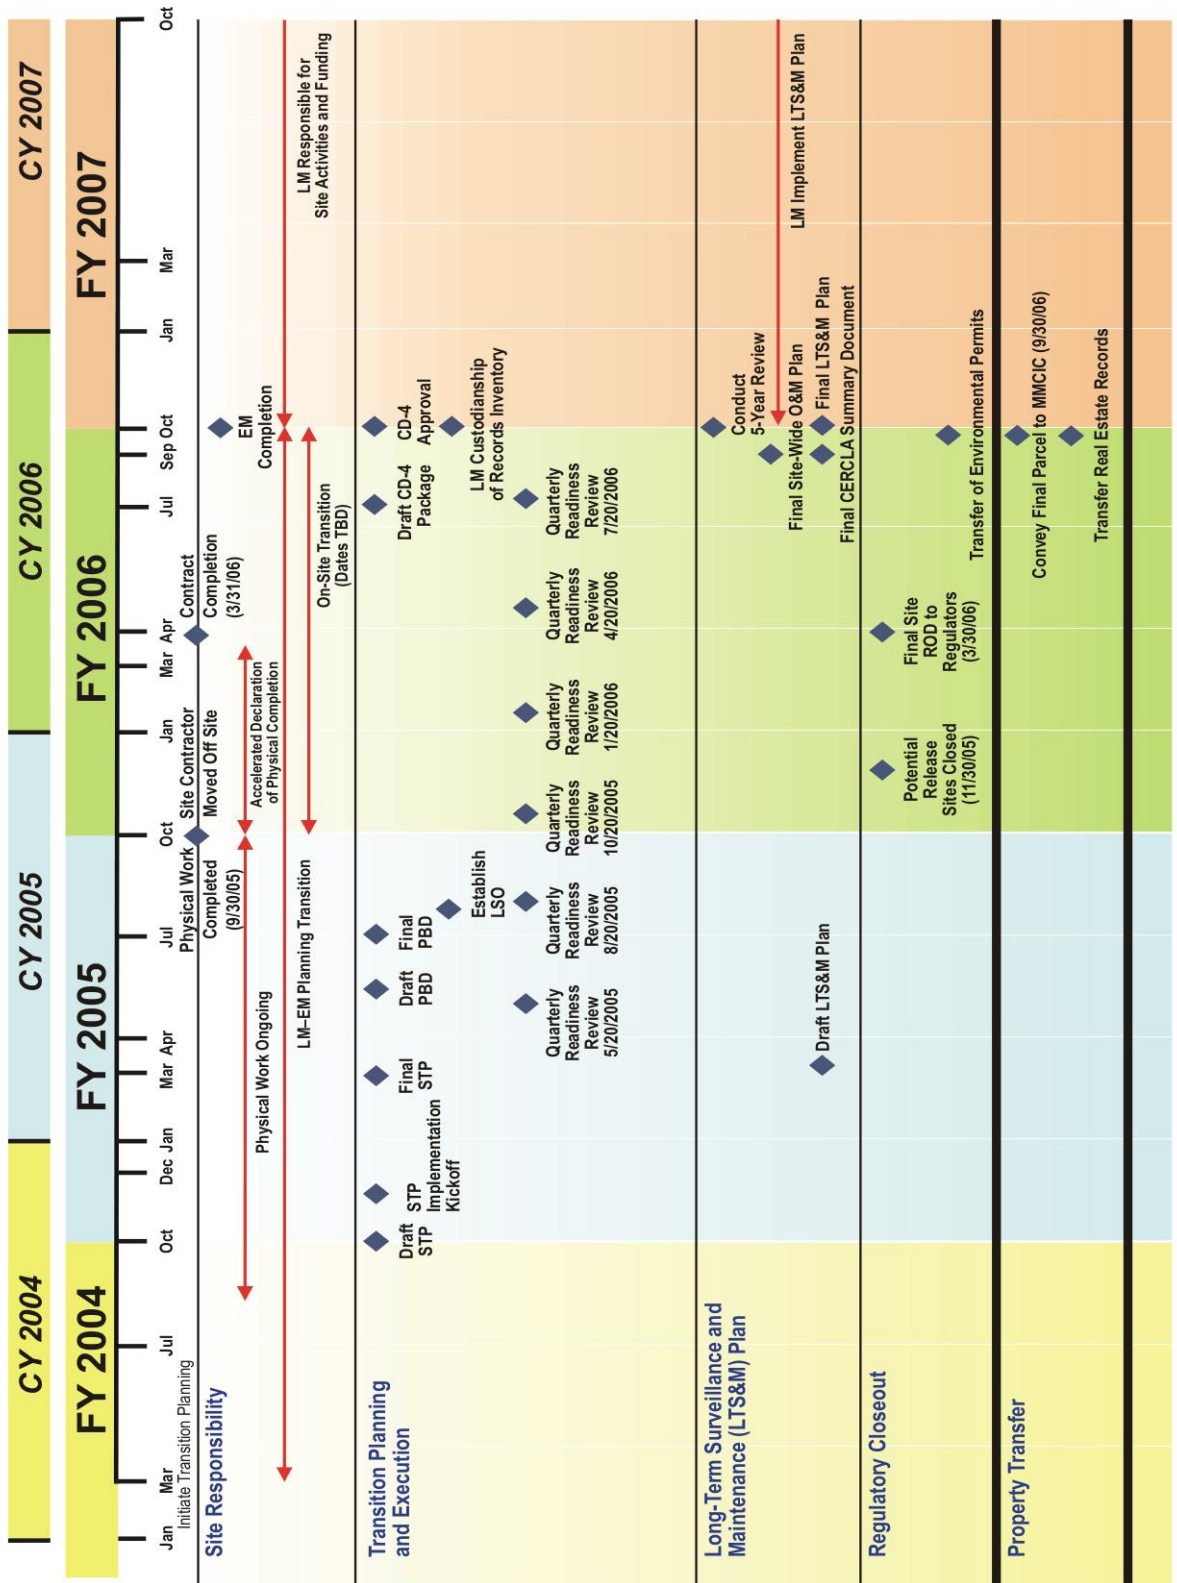 CY 2004
CY 2005
CY 2006
CY 2007
FY 2004
FY 2005
FY 2006
FY 2007
Jan
Mar
Jul
Oct
Dec
Jan
Mar
Apr
Jul
Oct
Jan
Mar
Apr
Jul
Sep
Oct
Jan
Mar
Oct
Initiate Transition Planning
Site Responsibility
Physical Work
Completed
(9/30/05)
Site Contractor
Moved Off Site
Contract
Completion
(3/31/06)
EM
Completion
Physical Work Ongoing
Accelerated Declaration
of Physical Completion
LM–EM Planning Transition
On-Site Transition
(Dates TBD)
LM Responsible for
Site Activities and Funding
Transition Planning
and Execution
Draft
STP
STP
Implementation
Kickoff
Final
STP
Draft
PBD
Final
PBD
Draft CD-4
Package
CD-4
Approval
Establish
LSO
LM Custodianship
of Records Inventory
Quarterly
Readiness
Review
5/20/2005
Quarterly
Readiness
Review
8/20/2005
Quarterly
Readiness
Review
10/20/2005
Quarterly
Readiness
Review
1/20/2006
Quarterly
Readiness
Review
4/20/2006
Quarterly
Readiness
Review
7/20/2006
Long-Term Surveillance and
Maintenance (LTS&M) Plan
Conduct
5-Year Review
LM Implement LTS&M Plan
Final Site-Wide O&M Plan
Draft LTS&M Plan
Final LTS&M Plan
Final CERCLA Summary Document
Regulatory Closeout
Potential
Release
Sites Closed
(11/30/05)
Final Site
ROD to
Regulators
(3/30/06)
Transfer of Environmental Permits
Property Transfer
Convey Final Parcel to MMCIC (9/30/06)
Transfer Real Estate Records